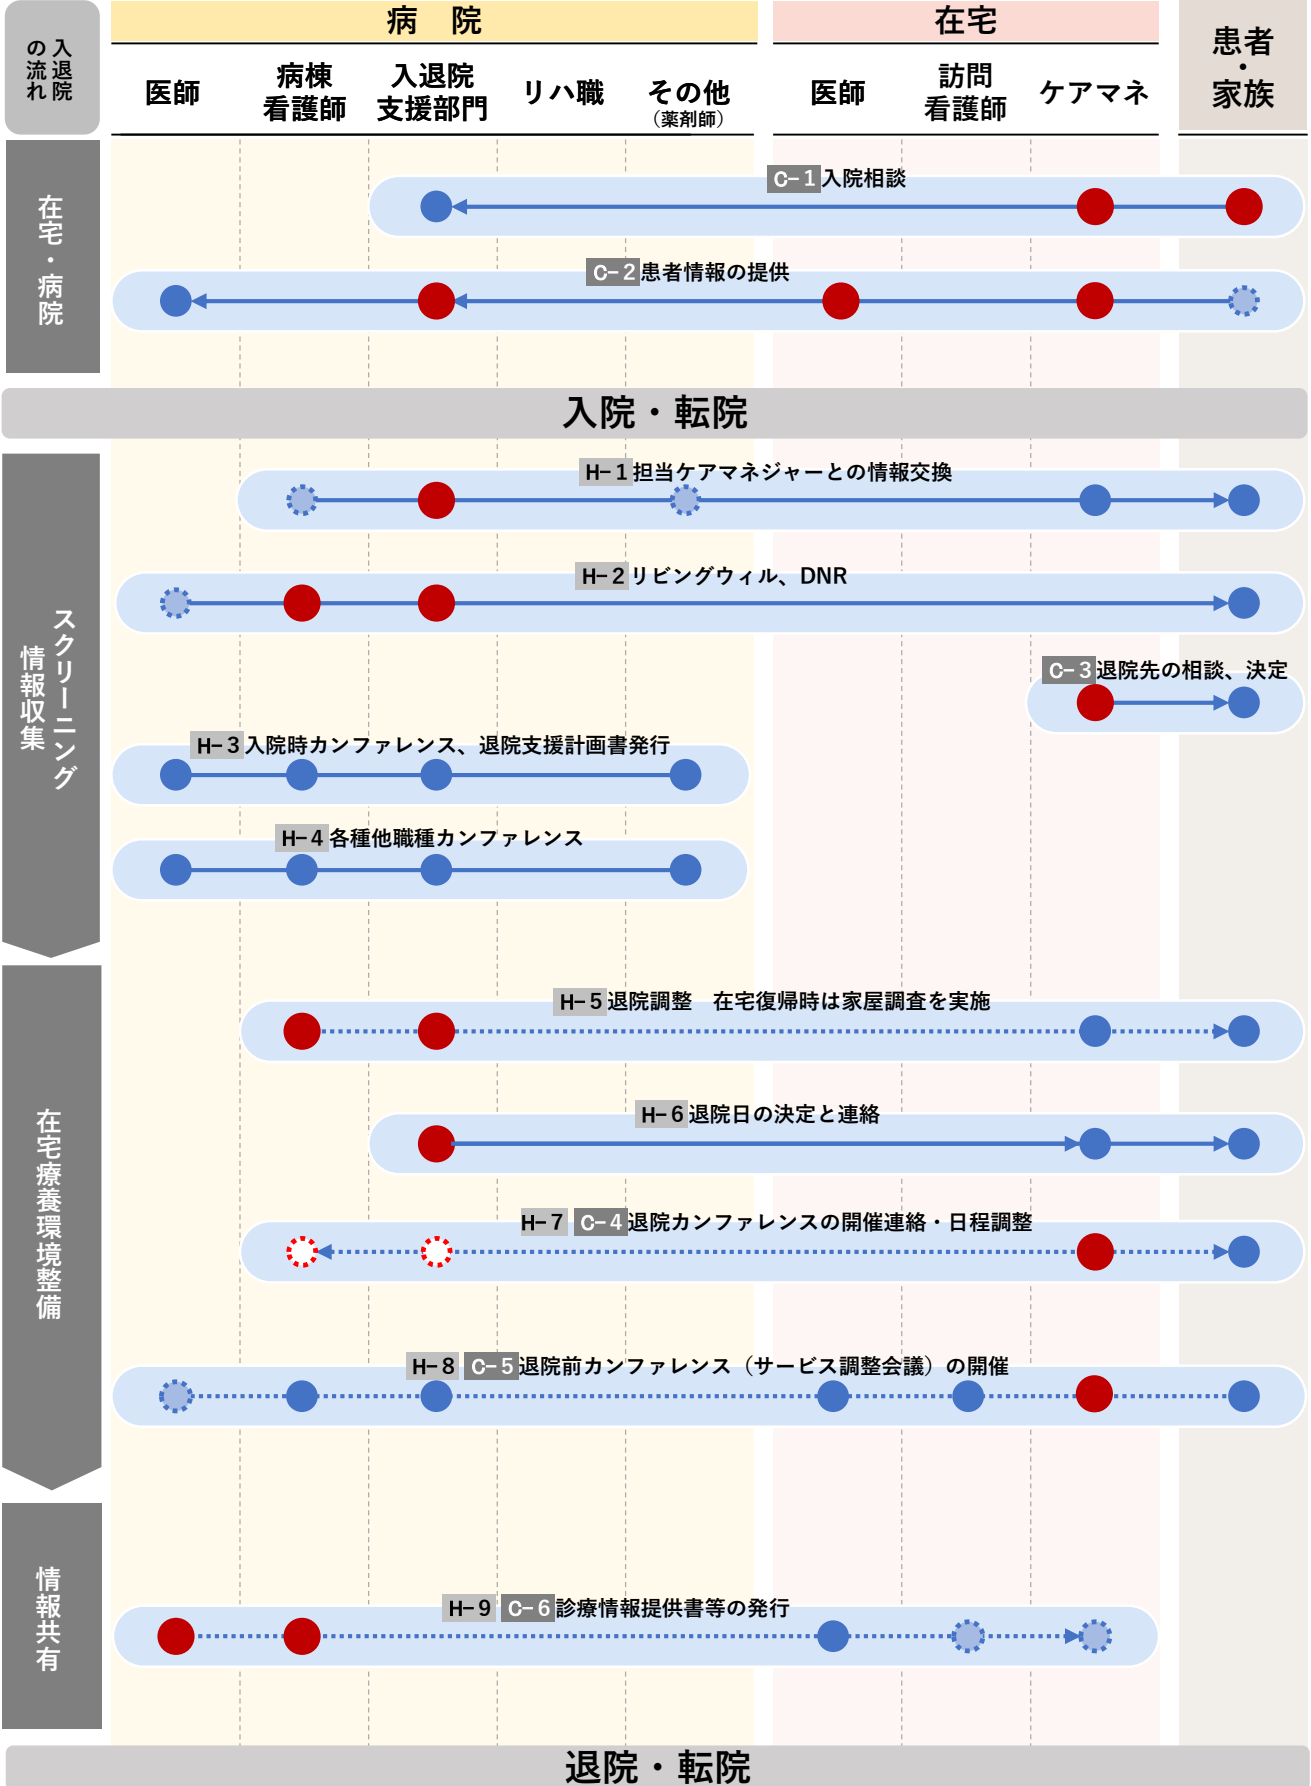 入退院
の流れ
病　院
在宅
患者
・
家族
医師
病棟
看護師
入退院
支援部門
リハ職
その他
（薬剤師）
医師
訪問
看護師
ケアマネ
在宅・病院
C-1入院相談
C-2患者情報の提供
入院・転院
スクリーニング
情報収集
H-1担当ケアマネジャーとの情報交換
H-2リビングウィル、DNR
C-3退院先の相談、決定
H-3入院時カンファレンス、退院支援計画書発行
H-4各種他職種カンファレンス
在宅療養環境整備
H-5退院調整　在宅復帰時は家屋調査を実施
H-6退院日の決定と連絡
H-7 C-4退院カンファレンスの開催連絡・日程調整
H-8 C-5退院前カンファレンス（サービス調整会議）の開催
情報共有
H-9 C-6診療情報提供書等の発行
退院・転院